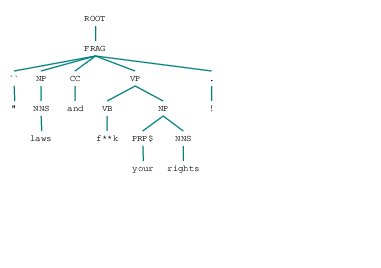 ROOT
FRAG
`` NP CC VP .
" NNS and VB NP !
laws f**k PRP$ NNS
your rights